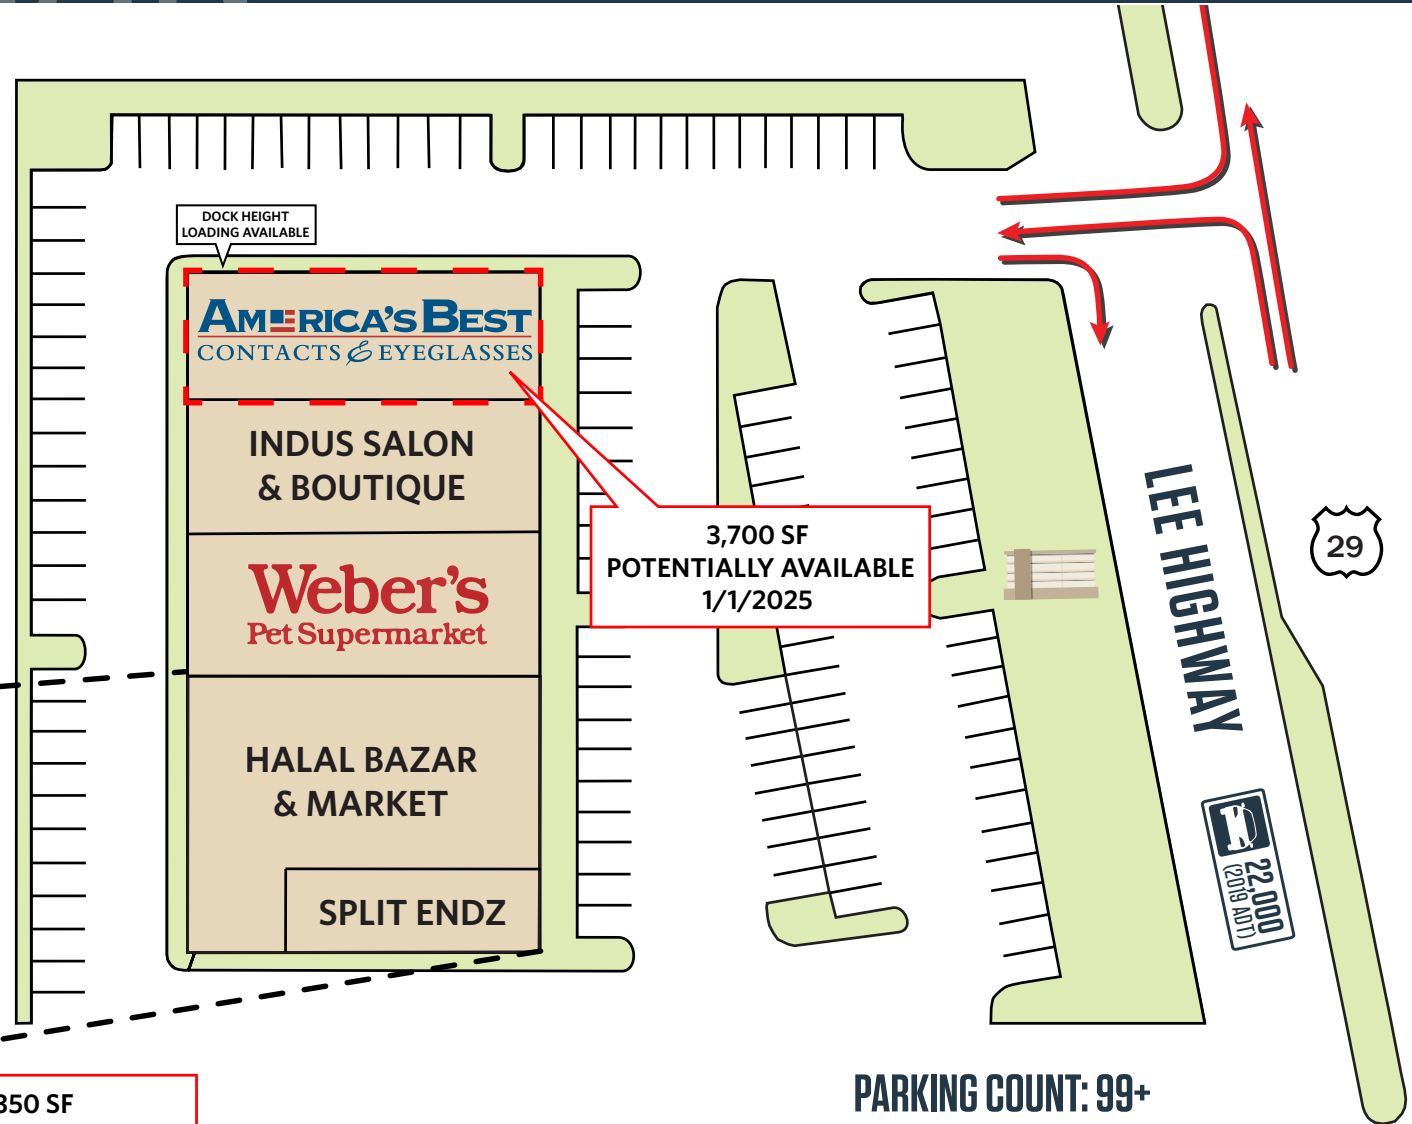 DOCK HEIGHT
LOADING AVAILABLE
AMERICA'S BEST
CONTACTS & EYEGLASSES
INDUS SALON
& BOUTIQUE
3,700 SF
POTENTIALLY AVAILABLE
1/1/2025
Weber's
Pet Supermarket
HALAL BAZAR
& MARKET
SPLIT ENDZ
LEE HIGHWAY
29
22,000
(2019 ADT)
350 SF
PARKING COUNT: 99+